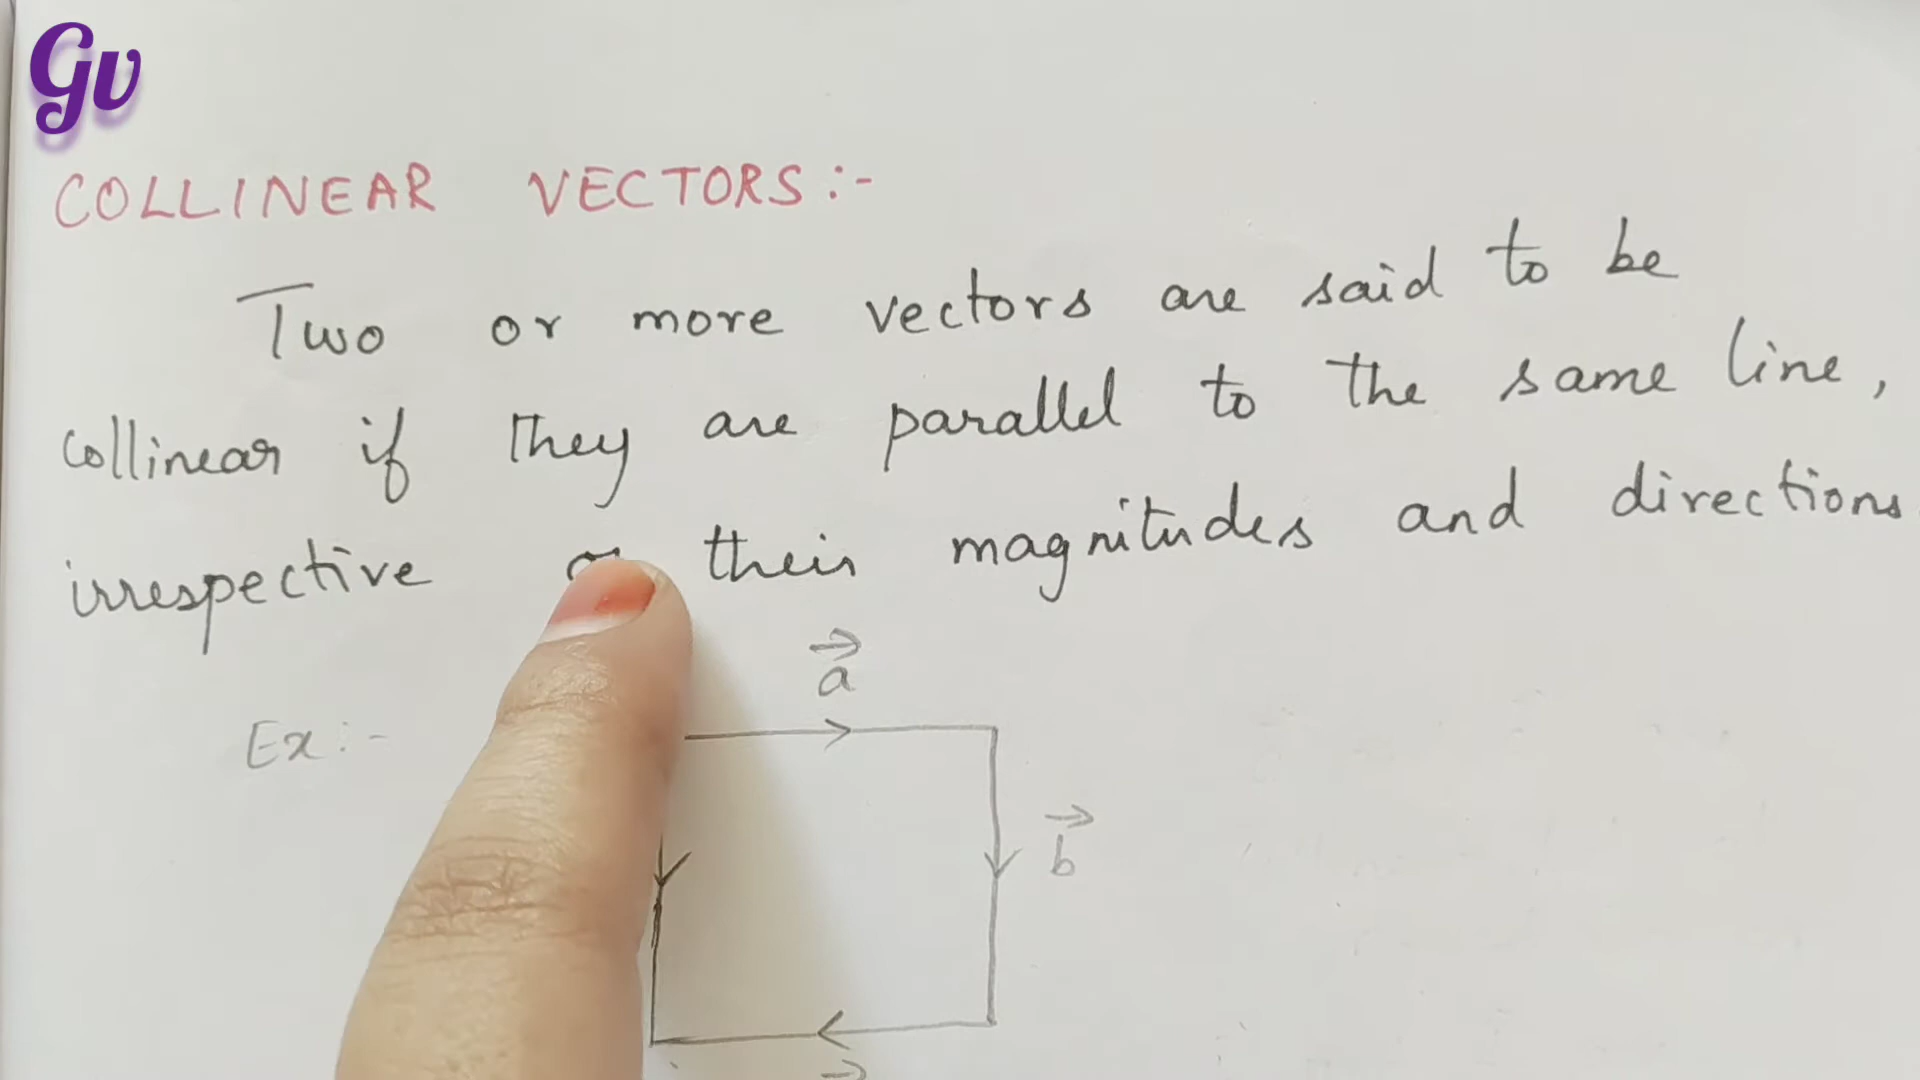 Gv
COLLINEAR VECTORS:-
Two or more vectors are said to be
collinear if they are parallel to the same line,
irrespective their magnitudes and directions
a
Ex:-
b